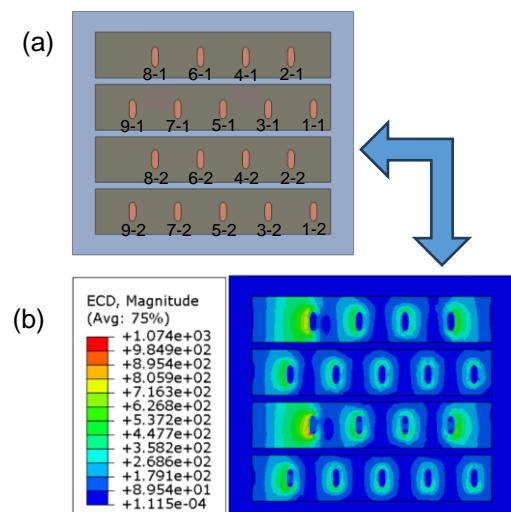 (a)
8-1 6-1 4-1 2-1
9-1 7-1 5-1 3-1 1-1
8-2 6-2 4-2 2-2
9-2 7-2 5-2 3-2 1-2
(b)
ECD, Magnitude
(Avg: 75%)
+1.074e+03
+9.849e+02
+8.954e+02
+8.059e+02
+7.163e+02
+6.268e+02
+5.372e+02
+4.477e+02
+3.582e+02
+2.686e+02
+1.791e+02
+8.954e+01
+1.115e-04